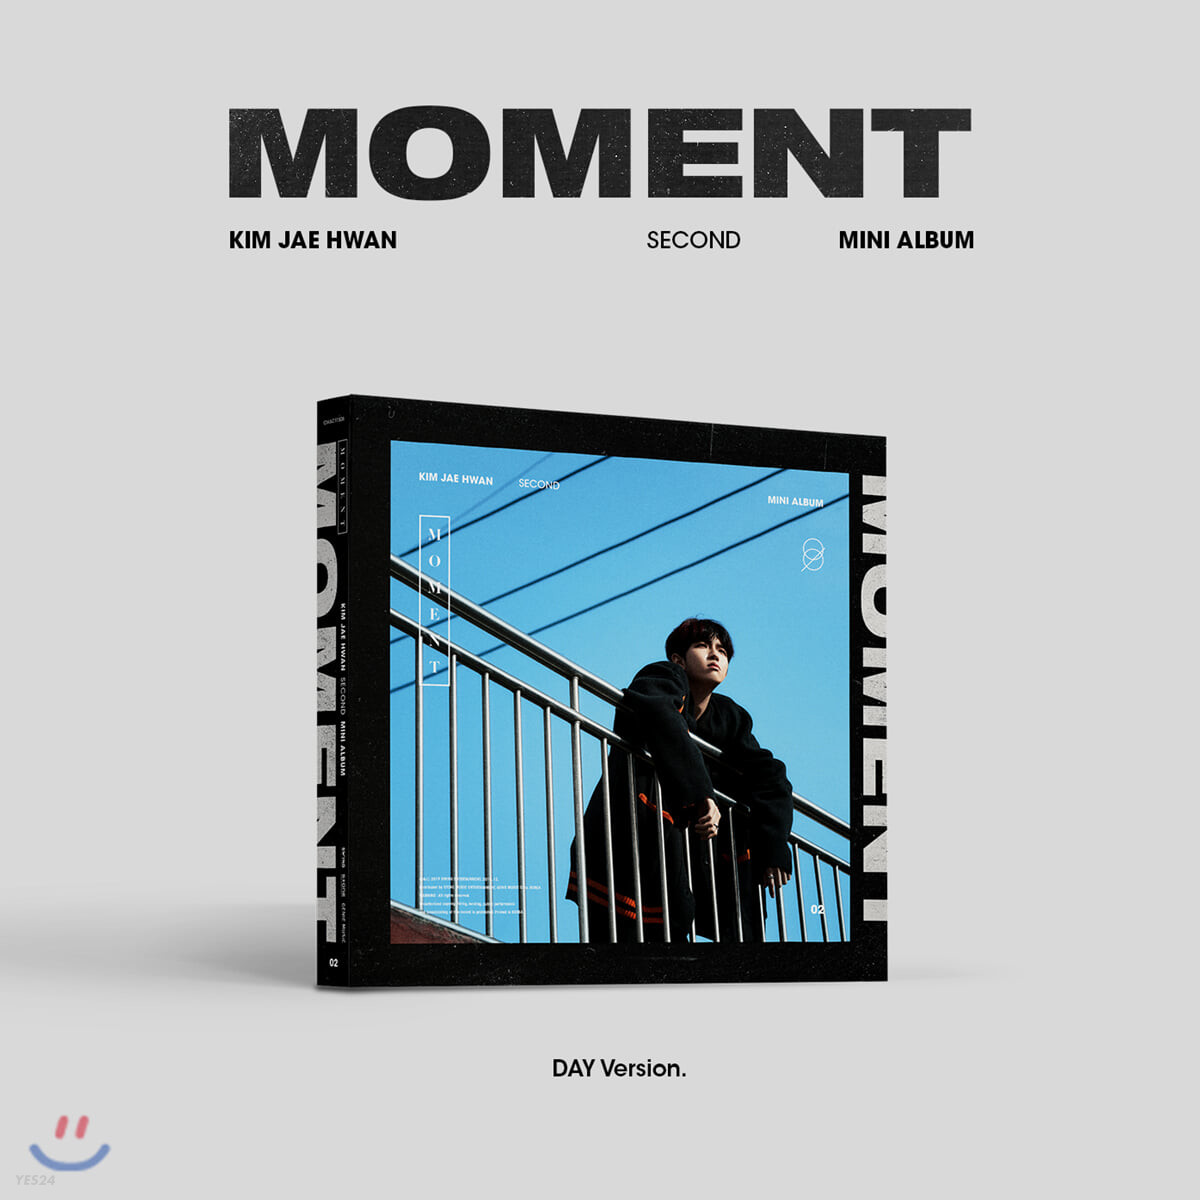 MOMENT
KIM JAE HWAN SECOND MINI ALBUM
MOMENT
MOMENT
KIM JAE HWAN SECOND MINI ALBUM
02
KIM JAE HWAN SECOND
MINI ALBUM
MOMENT
02
MOMENT
DAY Version.
YES24